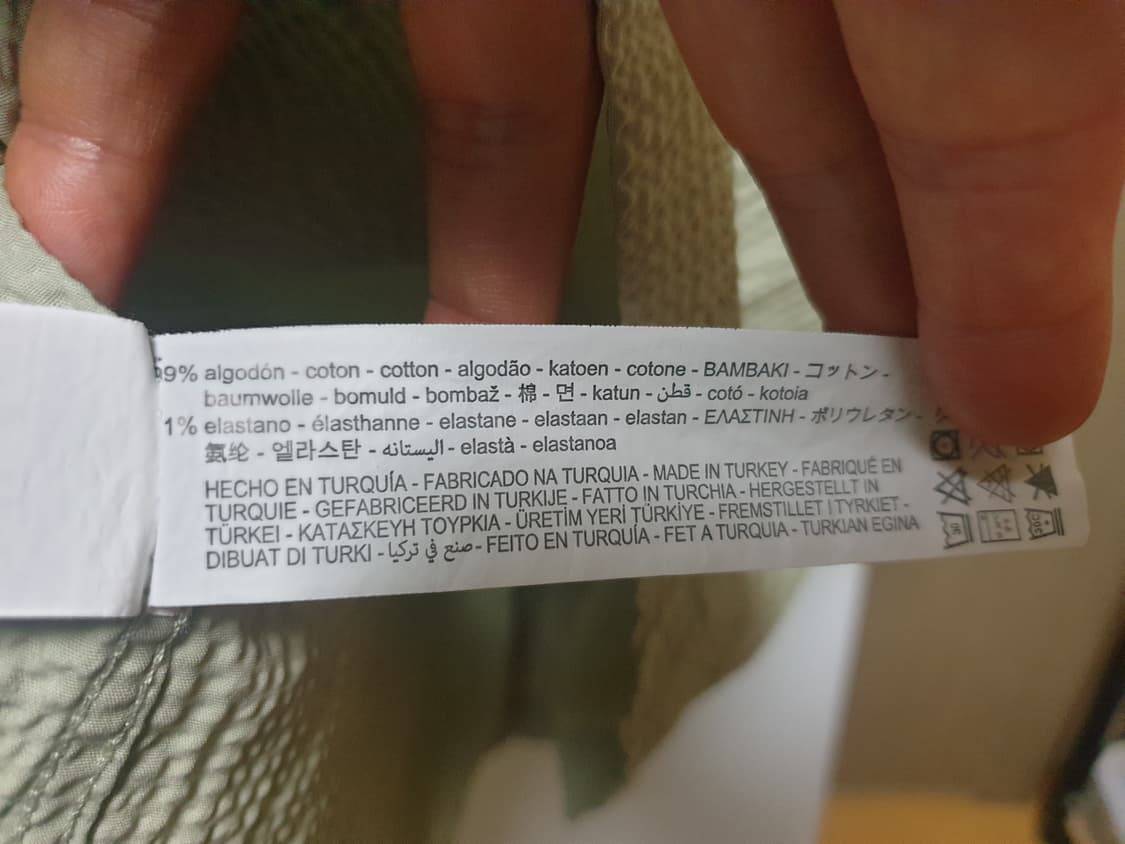 99% algodón - coton - cotton - algodão - katoen - cotone - BAMBAKI - コットン -
baumwolle - bomuld - bombaž - 棉 - 면 - katun - قطن - cotó - kotoia
1% elastano - élasthanne - elastane - elastaan - elastan - ΕΛΑΣΤΙΝΗ - ポリウレタン -
氨纶 - 엘라스탄 - اليستانه - elastà - elastanoa
HECHO EN TURQUÍA - FABRICADO NA TURQUIA - MADE IN TURKEY - FABRIQUÉ EN
TURQUIE - GEFABRICEERD IN TURKIJE - FATTO IN TURCHIA - HERGESTELLT IN
TÜRKEI - ΚΑΤΑΣΚΕΥΗ ΤΟΥΡΚΙΑ - ÜRETİM YERİ TÜRKİYE - FREMSTILLET I TYRKIET -
DIBUAT DI TURKI - صنع في تركيا - FEITO EN TURQUÍA - FET A TURQUIA - TURKIAN EGINA